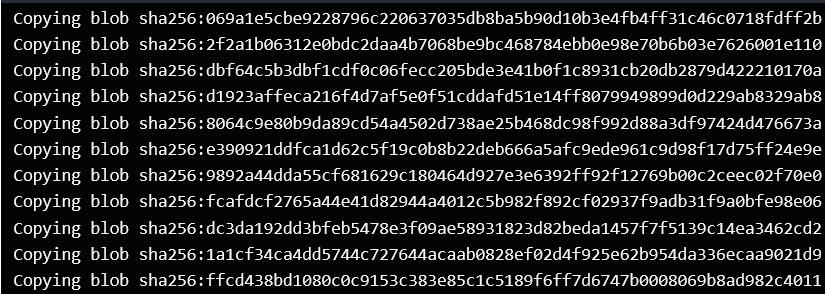 Copying blob sha256:069a1e5cbe9228796c220637035db8ba5b90d10b3e4fb4ff31c46c0718fdff2b
Copying blob sha256:2f2a1b06312e0bdc2daa4b7068be9bc468784ebb0e98e70b6b03e7626001e110
Copying blob sha256:dbf64c5b3dbf1cdf0c06fecc205bde3e41b0f1c8931cb20db2879d422210170a
Copying blob sha256:d1923affeca216f4d7af5e0f51cddafd51e14ff8079949899d0d229ab8329ab8
Copying blob sha256:8064c9e80b9da89cd54a4502d738ae25b468dc98f992d88a3df97424d476673a
Copying blob sha256:e390921ddfca1d62c5f19c0b8b22deb666a5afc9ede961c9d98f17d75ff24e9e
Copying blob sha256:9892a44dda55cf681629c180464d927e3e6392ff92f12769b00c2ceec02f70e0
Copying blob sha256:fcafdcf2765a44e41d82944a4012c5b982f892cf02937f9adb31f9a0bfe98e06
Copying blob sha256:dc3da192dd3bfeb5478e3f09ae58931823d82beda1457f7f5139c14ea3462cd2
Copying blob sha256:1a1cf34ca4dd5744c727644acaab0828ef02d4f925e62b954da336ecaa9021d9
Copying blob sha256:ffcd438bd1080c0c9153c383e85c1c5189f6ff7d6747b0008069b8ad982c4011